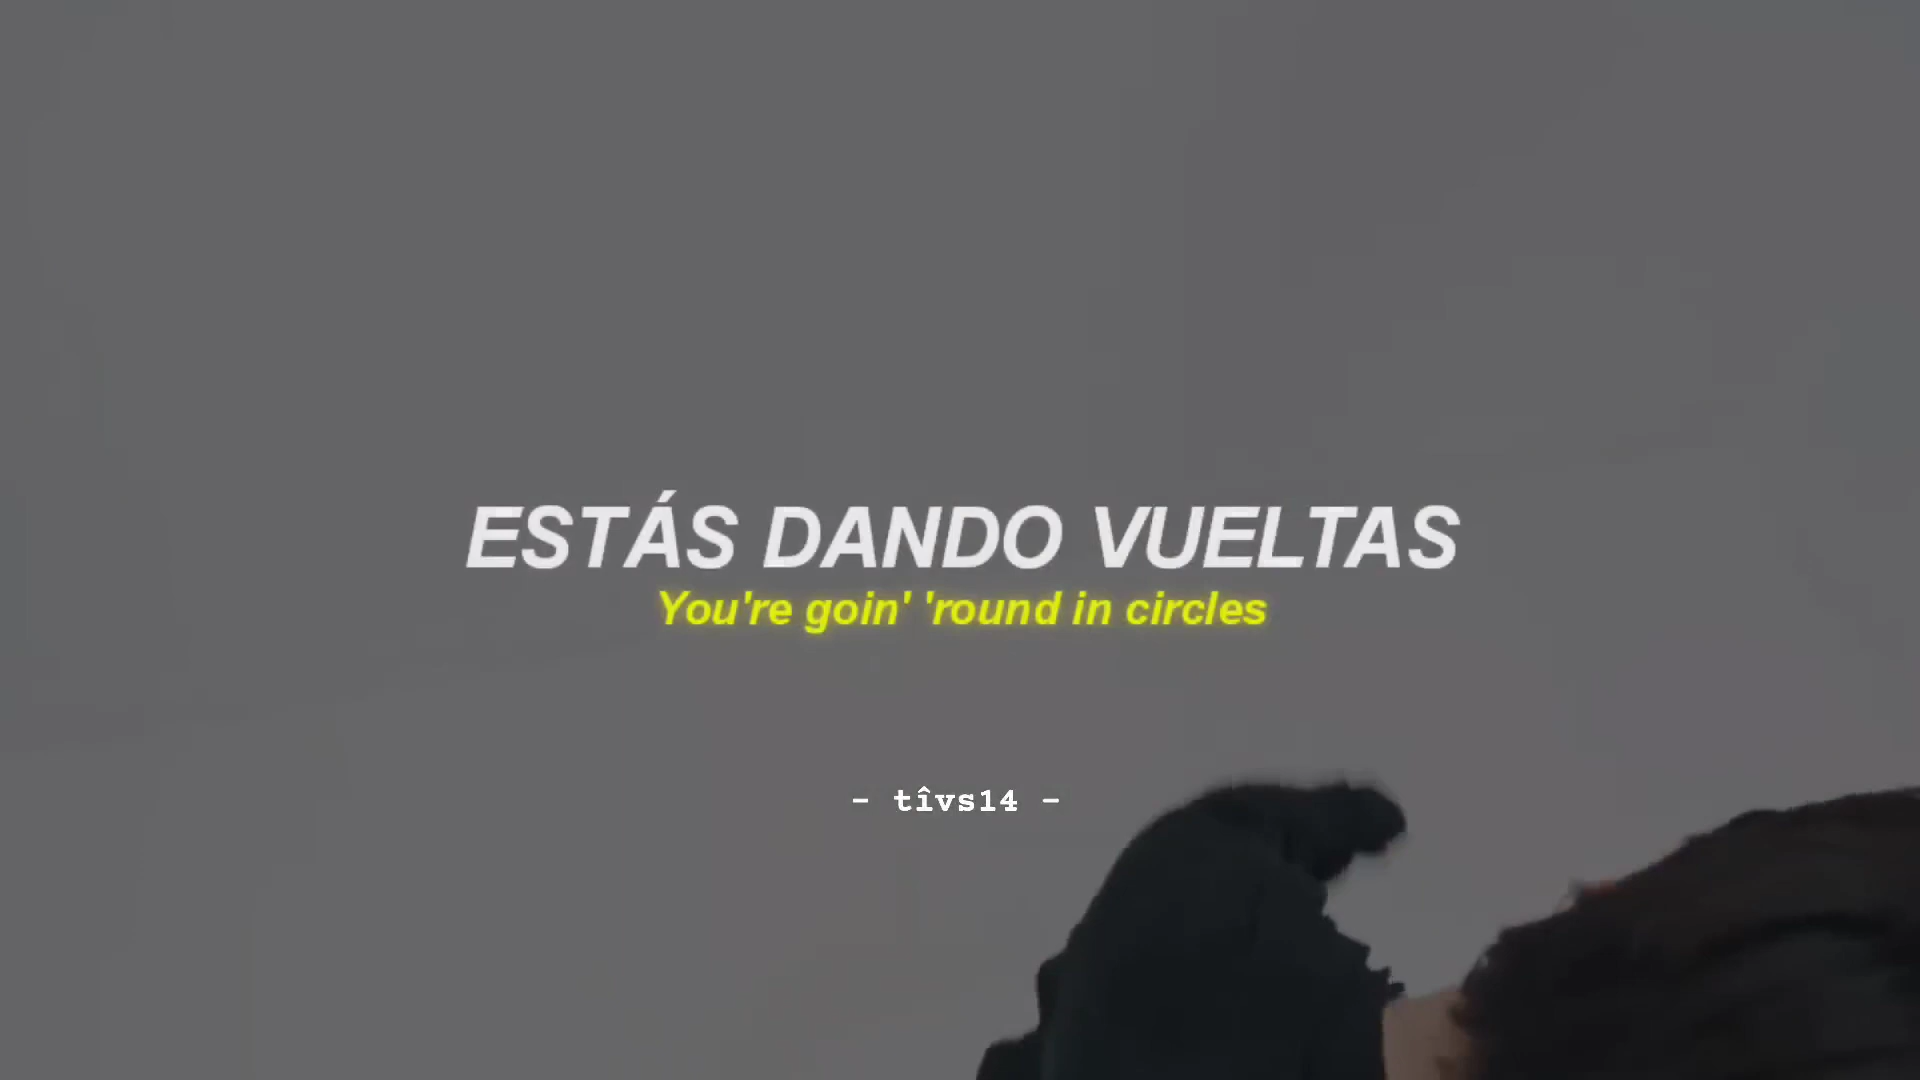 ESTÁS DANDO VUELTAS
You're goin' 'round in circles
- tîvs14 -